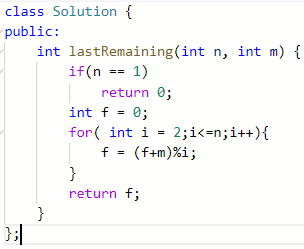 class Solution {
public:
    int lastRemaining(int n, int m) {
        if(n == 1)
            return 0;
        int f = 0;
        for( int i = 2;i<=n;i++){
            f = (f+m)%i;
        }
        return f;
    }
};